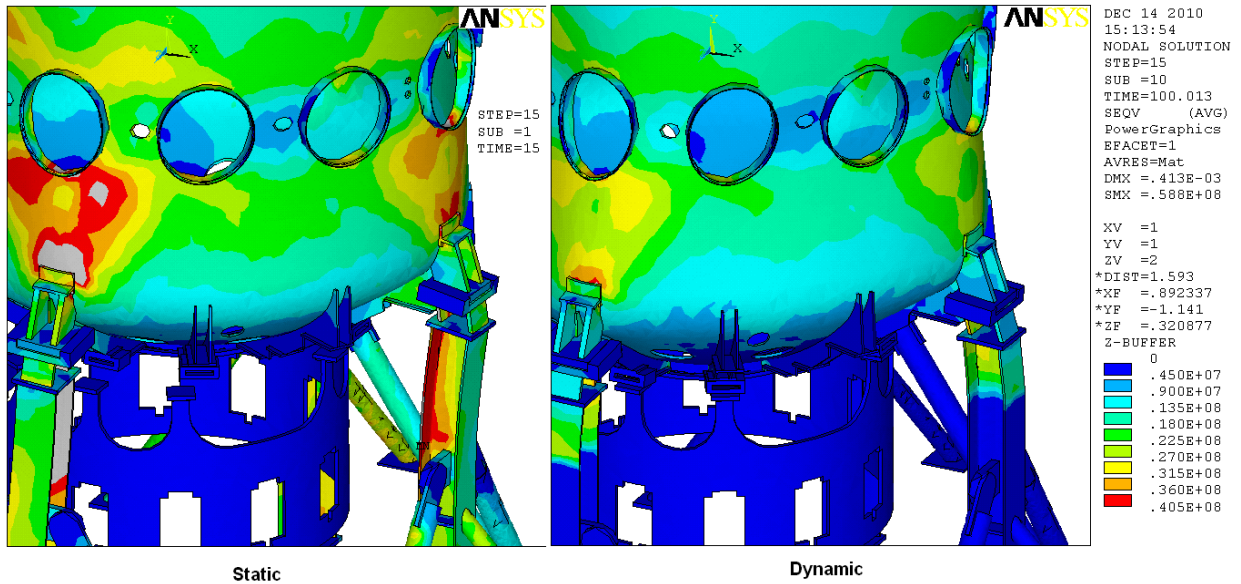 ANSYS
Y
X
STEP=15
SUB =1
TIME=15
ANSYS
Y
X
DEC 14 2010
15:13:54
NODAL SOLUTION
STEP=15
SUB =10
TIME=100.013
SEQV (AVG)
PowerGraphics
EFACET=1
AVRES=Mat
DMX =.413E-03
SMX =.588E+08
XV =1
YV =1
ZV =2
*DIST=1.593
*XF =.892337
*YF =-1.141
*ZF =.320877
Z-BUFFER
0
.450E+07
.900E+07
.135E+08
.180E+08
.225E+08
.270E+08
.315E+08
.360E+08
.405E+08
Static
Dynamic